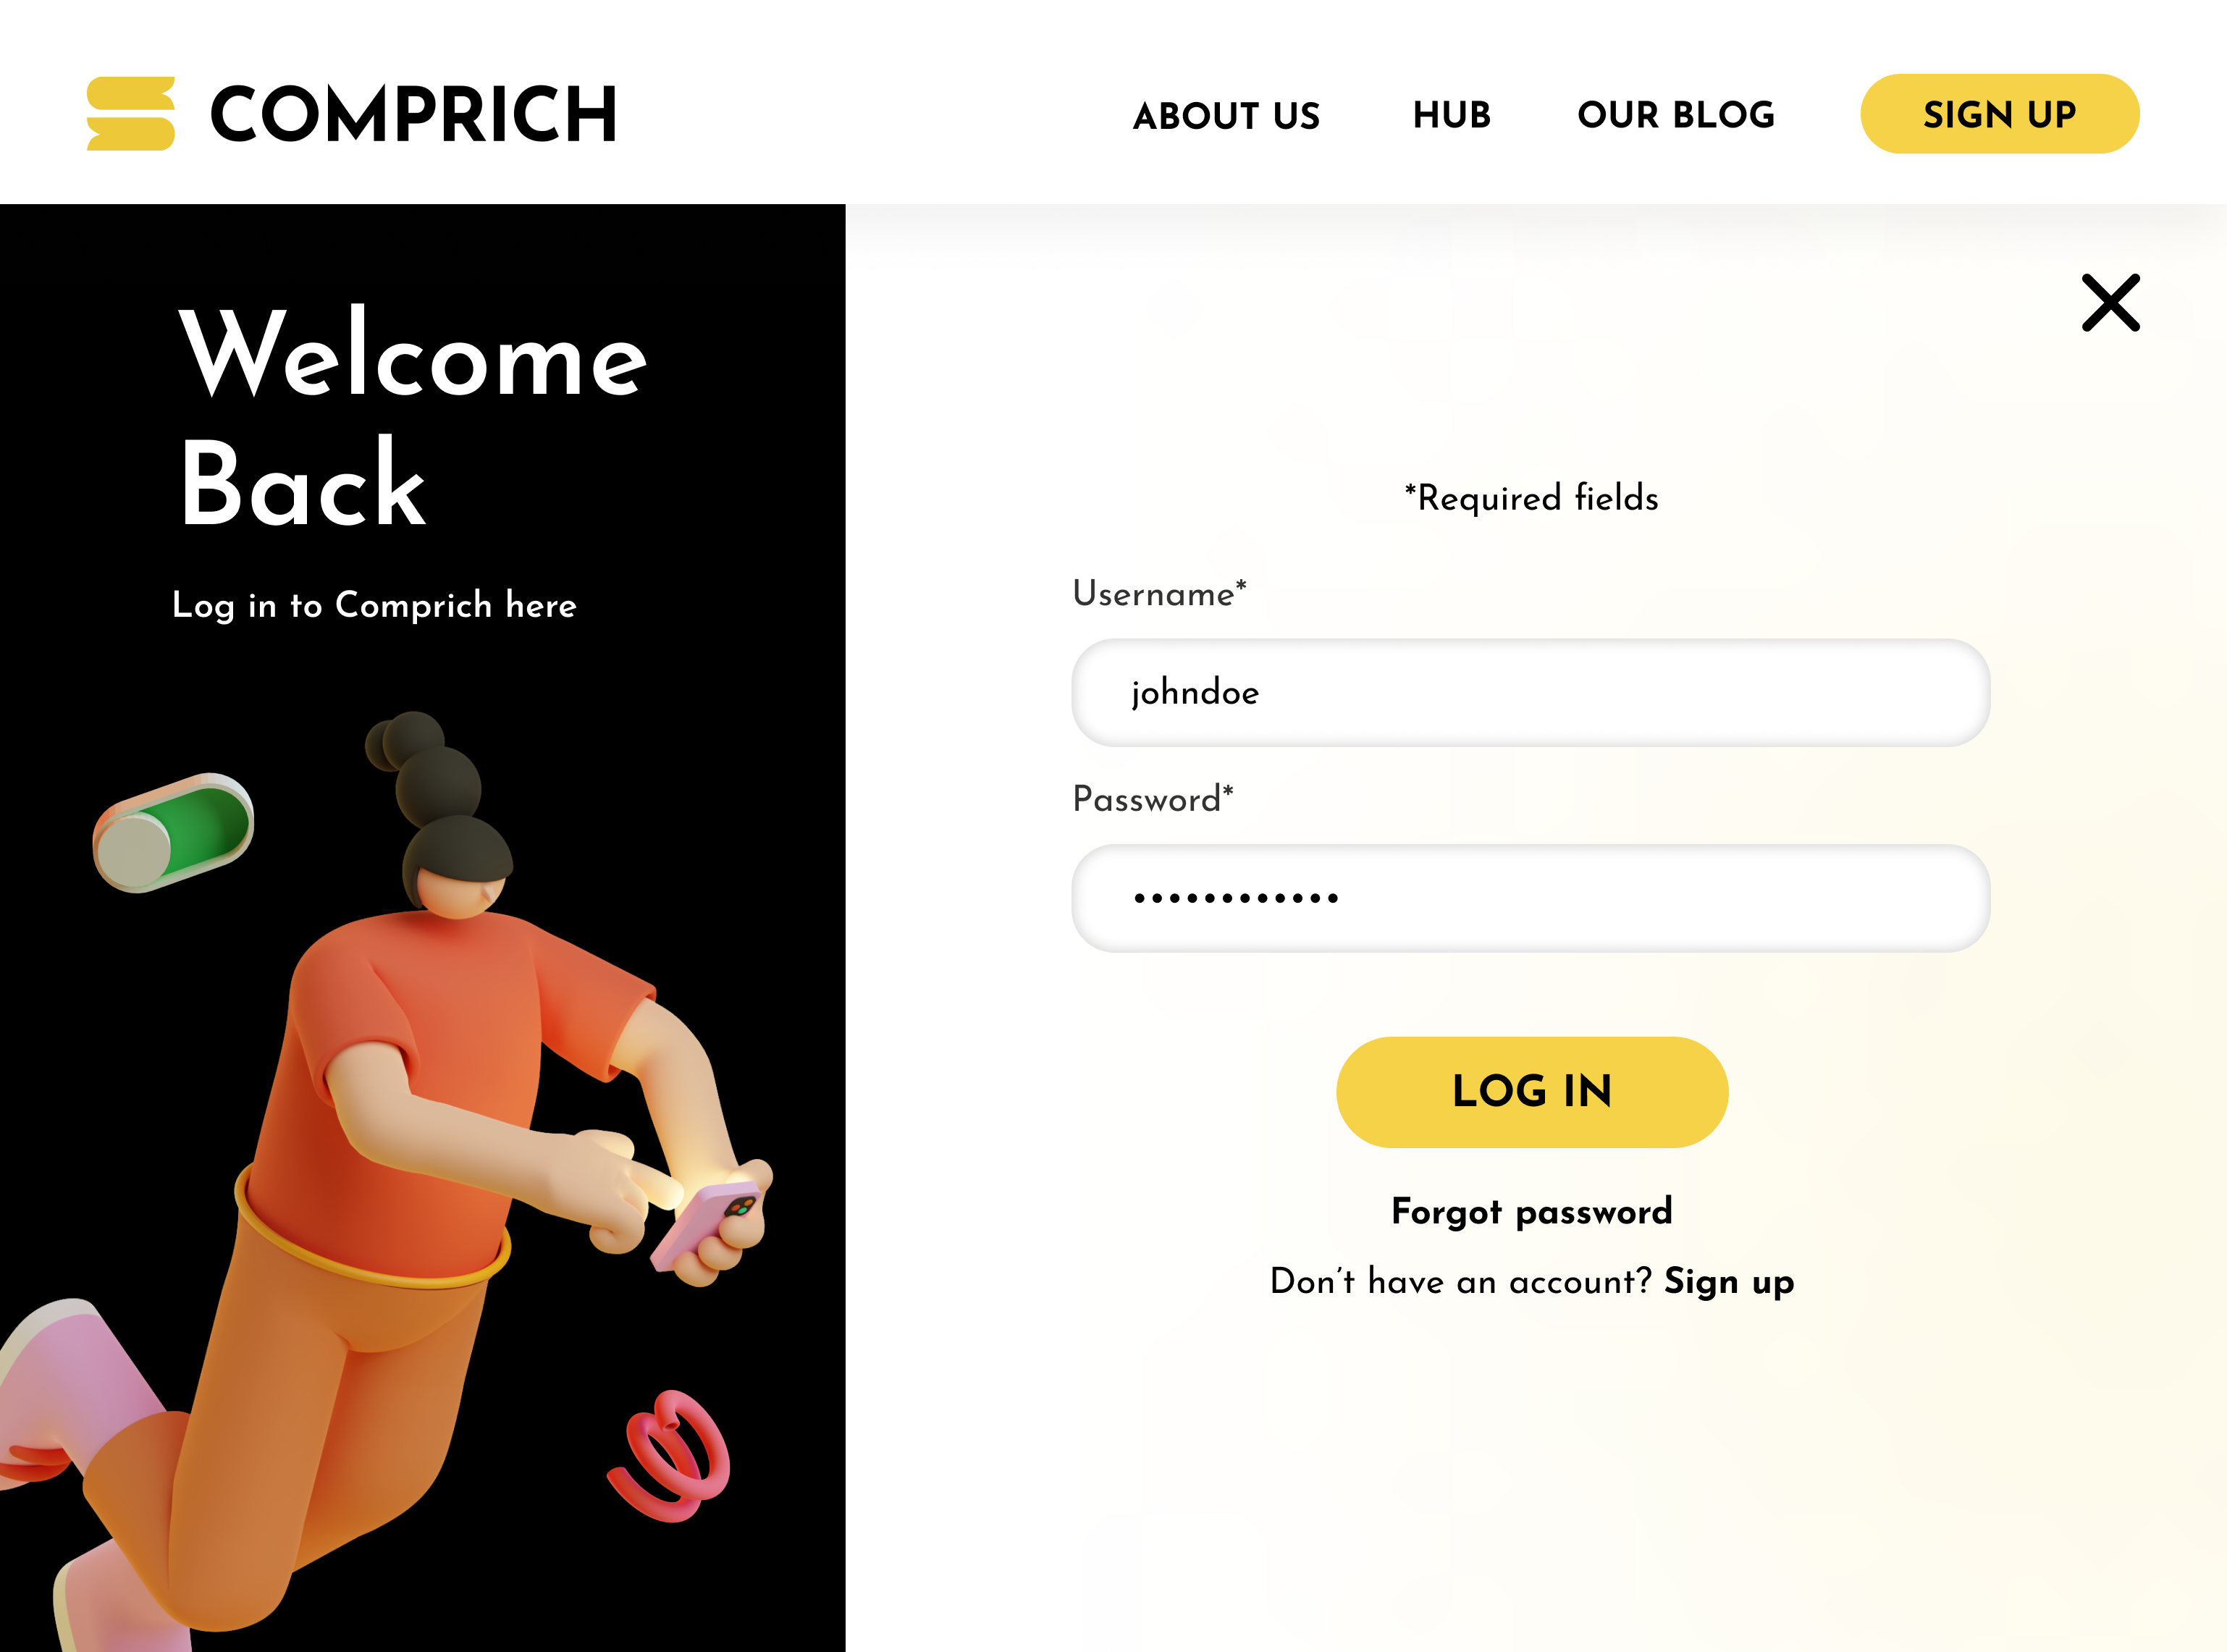 COMPRICH
ABOUT US
HUB
OUR BLOG
SIGN UP
Welcome
Back
Log in to Comprich here
*Required fields
Username*
johndoe
Password*
••••••••••••
LOG IN
Forgot password
Don’t have an account? Sign up